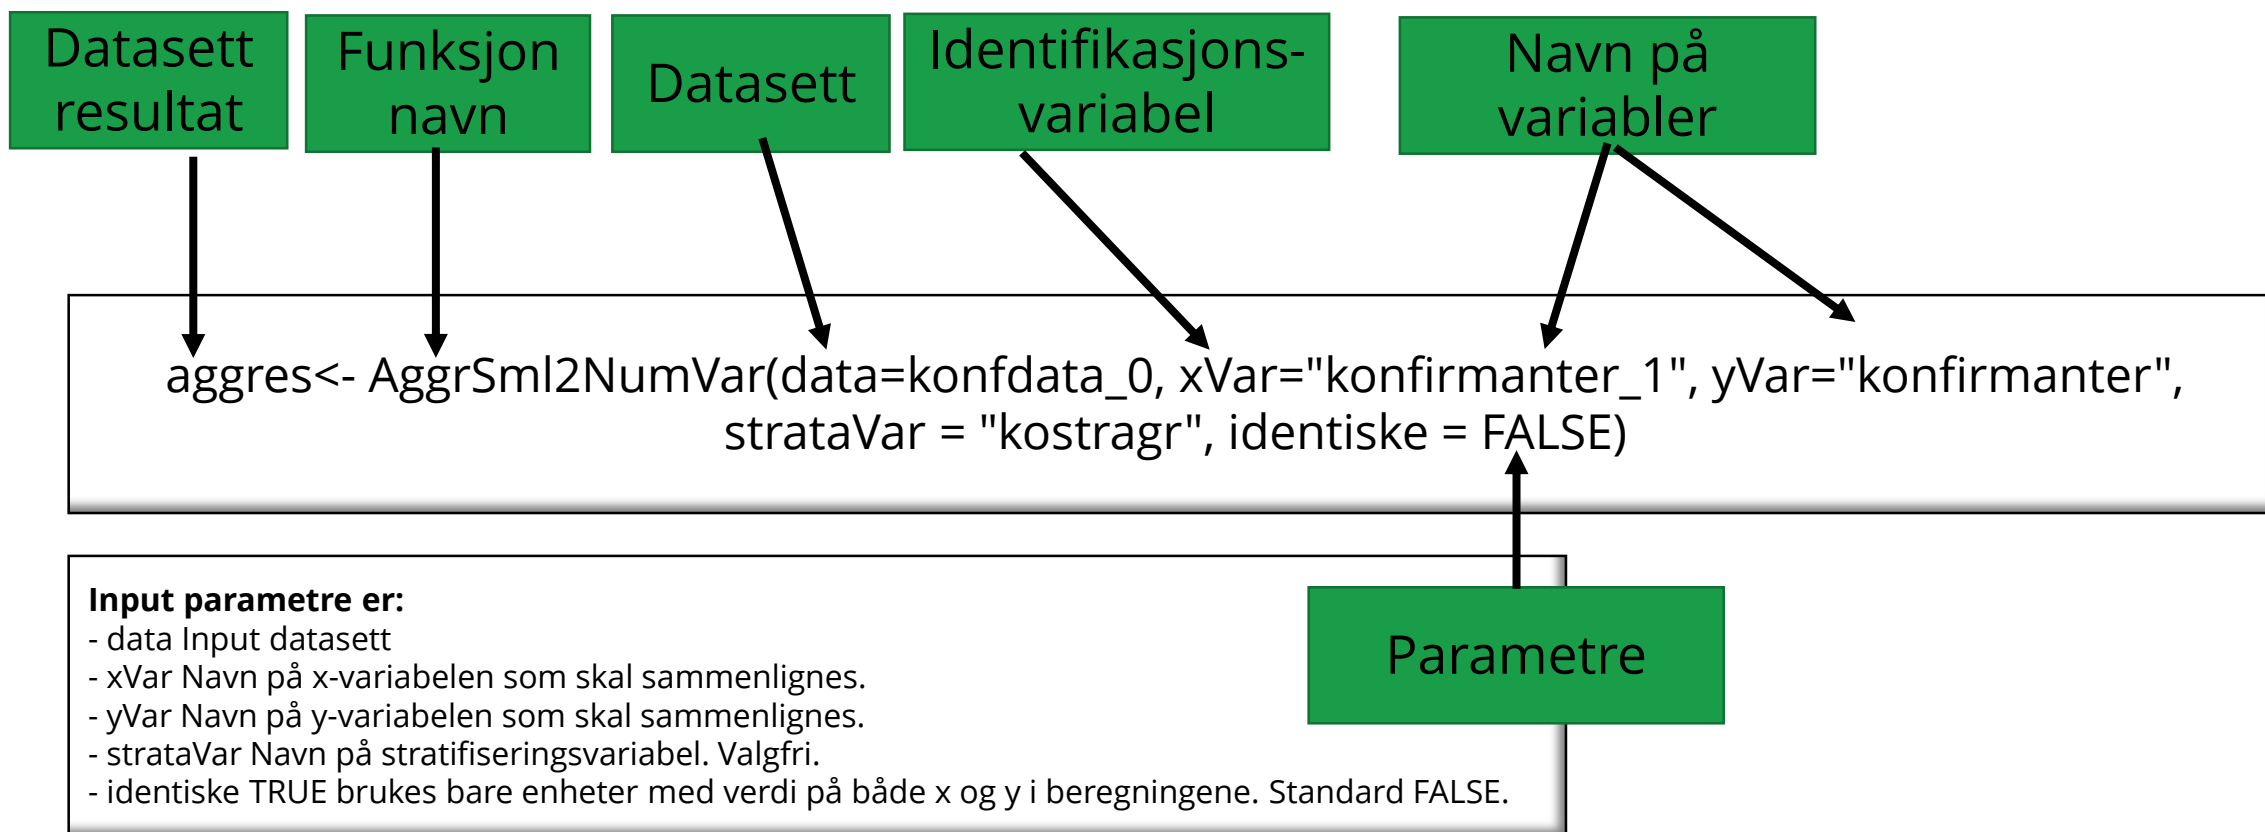 Datasett
resultat
Funksjon
navn
Datasett
Identifikasjons-
variabel
Navn på
variabler
aggres<- AggrSml2NumVar(data=konfdata_0, xVar="konfirmanter_1", yVar="konfirmanter",
strataVar = "kostragr", identiske = FALSE)
Input parametre er:
- data Input datasett
- xVar Navn på x-variabelen som skal sammenlignes.
- yVar Navn på y-variabelen som skal sammenlignes.
- strataVar Navn på stratifiseringsvariabel. Valgfri.
- identiske TRUE brukes bare enheter med verdi på både x og y i beregningene. Standard FALSE.
Parametre